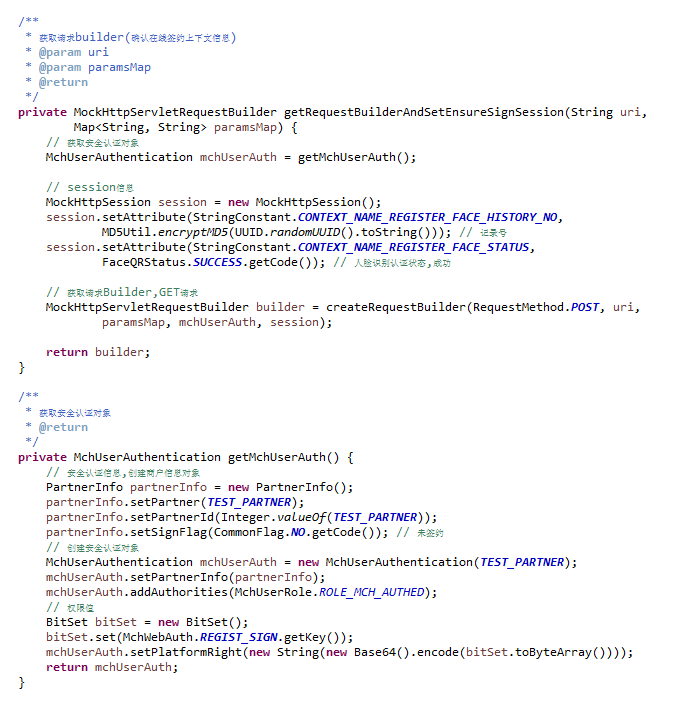 /**
 * 获取请求builder(确认在线签约上下文信息)
 * @param uri
 * @param paramsMap
 * @return
 */
private MockHttpServletRequestBuilder getRequestBuilderAndSetEnsureSignSession(String uri,
        Map<String, String> paramsMap) {
    // 获取安全认证对象
    MchUserAuthentication mchUserAuth = getMchUserAuth();

    // session信息
    MockHttpSession session = new MockHttpSession();
    session.setAttribute(StringConstant.CONTEXT_NAME_REGISTER_FACE_HISTORY_NO,
            MD5Util.encryptMD5(UUID.randomUUID().toString())); // 记录号
    session.setAttribute(StringConstant.CONTEXT_NAME_REGISTER_FACE_STATUS,
            FaceQRStatus.SUCCESS.getCode()); // 人脸识别认证状态,成功

    // 获取请求Builder,GET请求
    MockHttpServletRequestBuilder builder = createRequestBuilder(RequestMethod.POST, uri,
            paramsMap, mchUserAuth, session);

    return builder;
}

/**
 * 获取安全认证对象
 * @return
 */
private MchUserAuthentication getMchUserAuth() {
    // 安全认证信息,创建商户信息对象
    PartnerInfo partnerInfo = new PartnerInfo();
    partnerInfo.setPartner(TEST_PARTNER);
    partnerInfo.setPartnerId(Integer.valueOf(TEST_PARTNER));
    partnerInfo.setSignFlag(CommonFlag.NO.getCode()); // 未签约
    // 创建安全认证对象
    MchUserAuthentication mchUserAuth = new MchUserAuthentication(TEST_PARTNER);
    mchUserAuth.setPartnerInfo(partnerInfo);
    mchUserAuth.addAuthorities(MchUserRole.ROLE_MCH_AUTHED);
    // 权限值
    BitSet bitSet = new BitSet();
    bitSet.set(MchWebAuth.REGIST_SIGN.getKey());
    mchUserAuth.setPlatformRight(new String(new Base64().encode(bitSet.toByteArray())));
    return mchUserAuth;
}